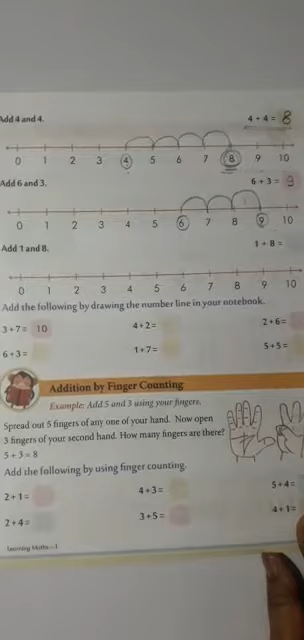 Add 4 and 4. 4 + 4 = 8
0 1 2 3 4 5 6 7 8 9 10
Add 6 and 3. 6 + 3 = 9
0 1 2 3 4 5 6 7 8 9 10
Add 1 and 8. 1 + 8 =
0 1 2 3 4 5 6 7 8 9 10
Add the following by drawing the number line in your notebook.
3 + 7 = 10 4 + 2 = 2 + 6 =
6 + 3 = 1 + 7 = 5 + 5 =
Addition by Finger Counting
Example: Add 5 and 3 using your fingers.
Spread out 5 fingers of any one of your hand. Now open
3 fingers of your second hand. How many fingers are there?
5 + 3 = 8
Add the following by using finger counting.
2 + 1 = 4 + 3 = 5 + 4 =
2 + 4 = 3 + 5 = 4 + 1 =
Learning Maths—1